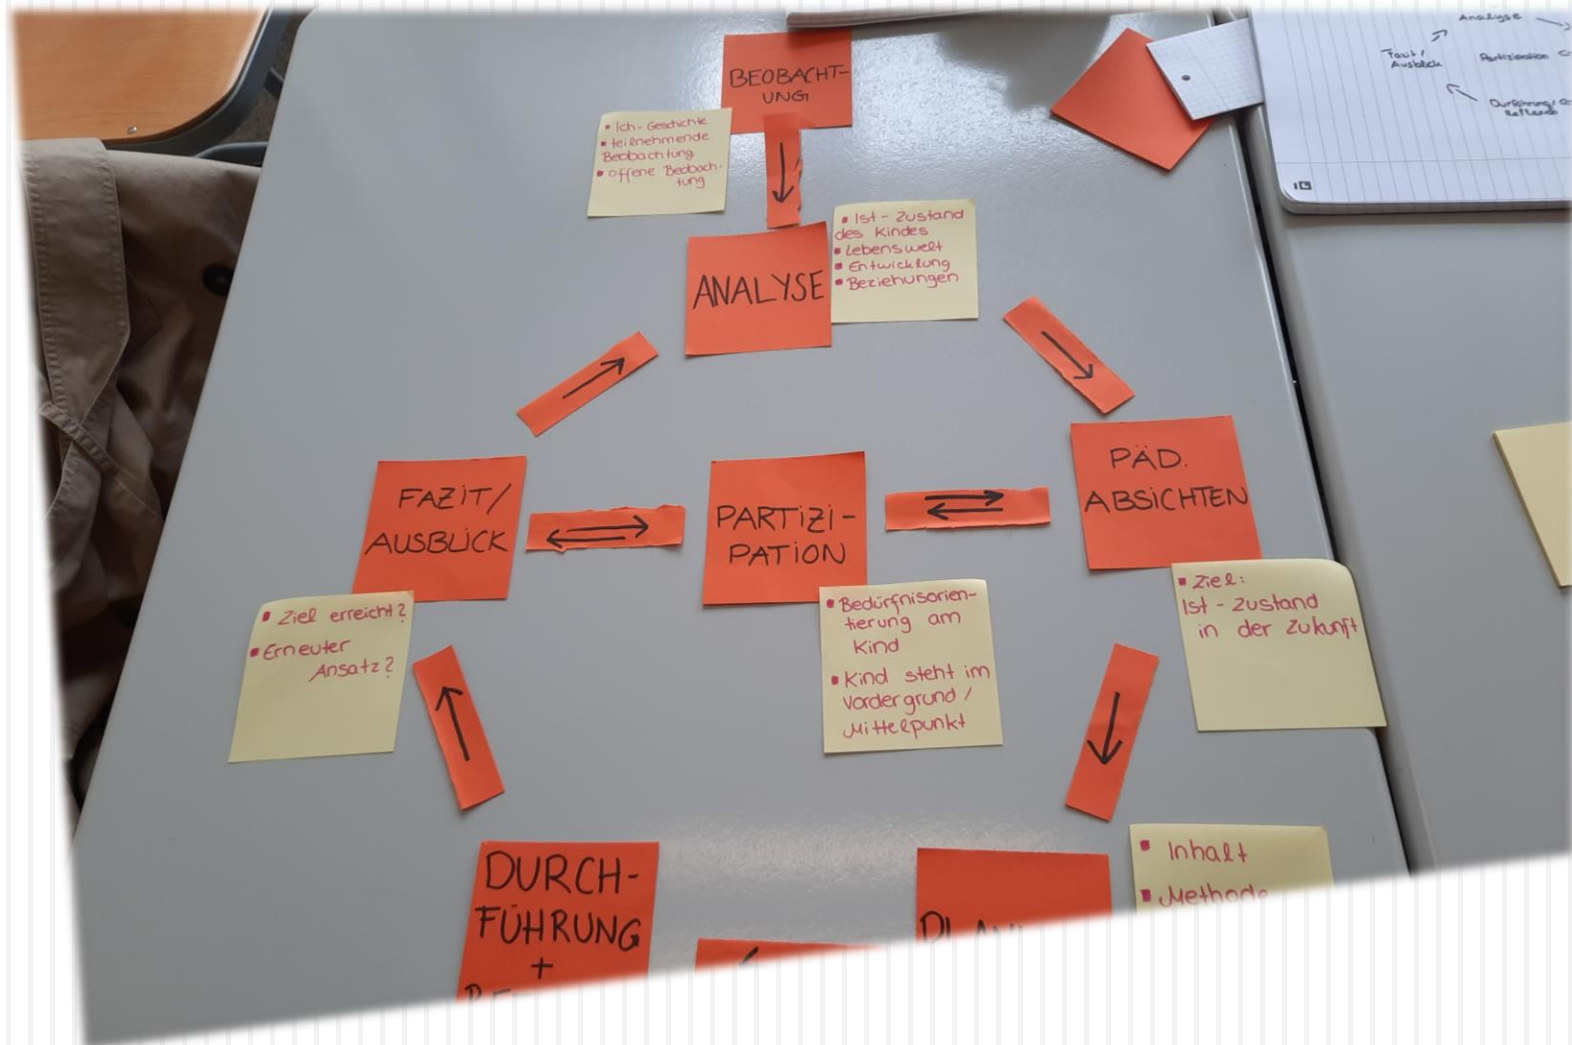 BEOBACHT-
UNG
Ich-Geschichte
teilnehmende
Beobachtung
offene Beobach-
tung
Ist-Zustand
des Kindes
Lebenswelt
Entwicklung
Beziehungen
ANALYSE
FAZIT/
AUSBLICK
PARTIZI-
PATION
PÄD.
ABSICHTEN
Ziel erreicht?
Erneuter
Ansatz?
Bedürfnisorien-
tierung am
Kind
Kind steht im
Vordergrund/
Mittelpunkt
Ziel:
Ist-Zustand
in der Zukunft
DURCH-
FÜHRUNG
+
Inhalt
Methode
Analyse
Fazit/
Ausblick
Partizipation